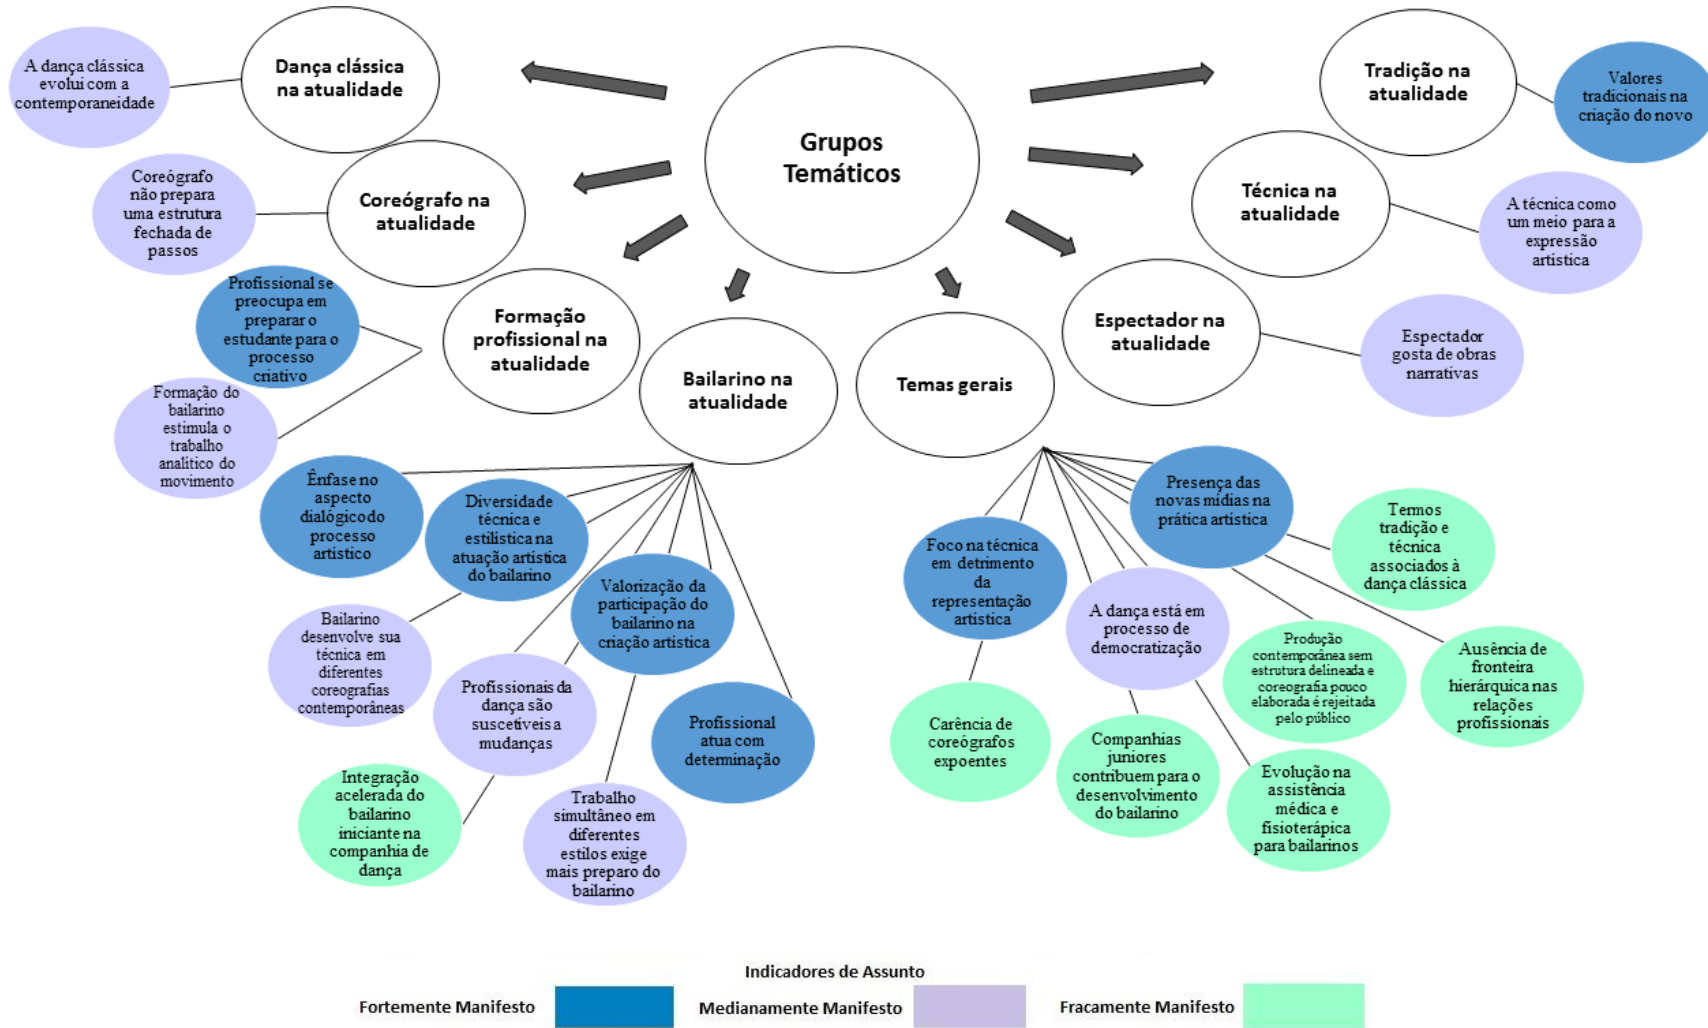 Grupos
Temáticos
Dança clássica
na atualidade
A dança clássica
evolui com a
contemporaneidade
Coreógrafo na
atualidade
Coreógrafo
não prepara
uma estrutura
fechada de
passos
Formação
profissional na
atualidade
Profissional se
preocupa em
preparar o
estudante para o
processo
criativo
Formação do
bailarino
estimula o
trabalho
analítico do
movimento
Bailarino na
atualidade
Ênfase no
aspecto
dialógico do
processo
artístico
Diversidade
técnica e
estilística na
atuação artística
do bailarino
Valorização da
participação do
bailarino na
criação artística
Bailarino
desenvolve sua
técnica em
diferentes
coreografias
contemporâneas
Profissionais da
dança são
suscetíveis a
mudanças
Profissional
atua com
determinação
Integração
acelerada do
bailarino
iniciante na
companhia de
dança
Trabalho
simultâneo em
diferentes
estilos exige
mais preparo do
bailarino
Temas gerais
Presença das
novas mídias na
prática artística
Foco na técnica
em detrimento
da
representação
artística
Termos
tradição e
técnica
associados à
dança clássica
A dança está em
processo de
democratização
Produção
contemporânea sem
estrutura delineada e
coreografia pouco
elaborada é rejeitada
pelo público
Ausência de
fronteira
hierárquica nas
relações
profissionais
Carência de
coreógrafos
expoentes
Companhias
juniores
contribuem para o
desenvolvimento
do bailarino
Evolução na
assistência
médica e
fisioterápica
para bailarinos
Espectador na
atualidade
Espectador
gosta de obras
narrativas
Técnica na
atualidade
A técnica como
um meio para a
expressão
artística
Tradição na
atualidade
Valores
tradicionais na
criação do novo
Indicadores de Assunto
Fortemente Manifesto
Medianamente Manifesto
Fracamente Manifesto